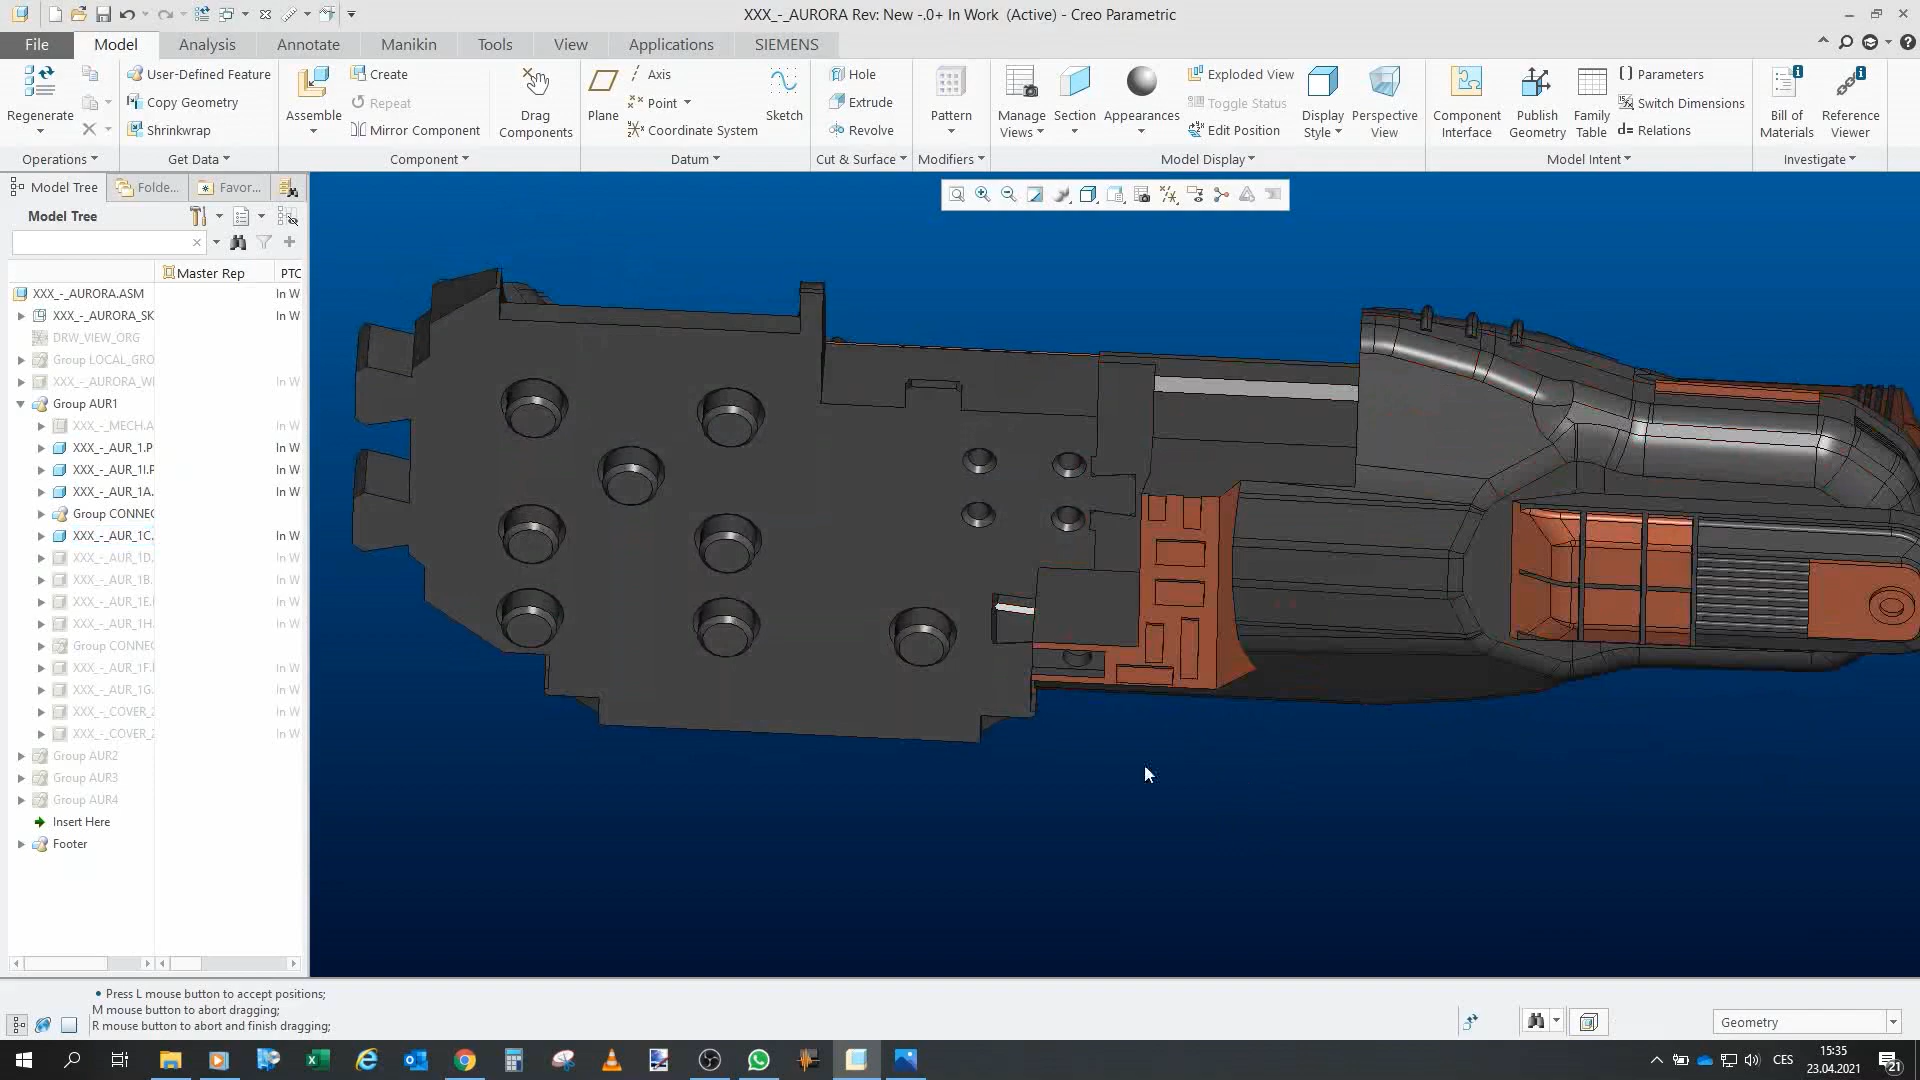 XXX_-_AURORA Rev: New -.0+ In Work (Active) - Creo Parametric
File Model Analysis Annotate Manikin Tools View Applications SIEMENS
User-Defined Feature Create Axis Hole Exploded View Parameters
Copy Geometry Repeat Point Extrude Toggle Status Switch Dimensions
Shrinkwrap Mirror Component Coordinate System Revolve Edit Position Relations
Regenerate Assemble Drag Components Plane Sketch Pattern Manage Views Section Appearances Display Style Perspective View Component Interface Publish Geometry Family Table Bill of Materials Reference Viewer
Operations Get Data Component Datum Cut & Surface Modifiers Model Display Model Intent Investigate
Model Tree Folde... Favor...
Model Tree
Master Rep PTC
XXX_-_AURORA.ASM In W
XXX_-_AURORA_SK In W
DRW_VIEW_ORG
Group LOCAL_GRO
XXX_-_AURORA_WI In W
Group AUR1
XXX_-_MECH.A In W
XXX_-_AUR_1.P In W
XXX_-_AUR_1I.P In W
XXX_-_AUR_1A. In W
Group CONNEC
XXX_-_AUR_1C. In W
XXX_-_AUR_1D. In W
XXX_-_AUR_1B. In W
XXX_-_AUR_1E. In W
XXX_-_AUR_1H. In W
Group CONNEC
XXX_-_AUR_1F. In W
XXX_-_AUR_1G. In W
XXX_-_COVER_2 In W
XXX_-_COVER_2 In W
Group AUR2
Group AUR3
Group AUR4
Insert Here
Footer
• Press L mouse button to accept positions;
M mouse button to abort dragging;
R mouse button to abort and finish dragging;
Geometry
CES
15:35
23.04.2021
21